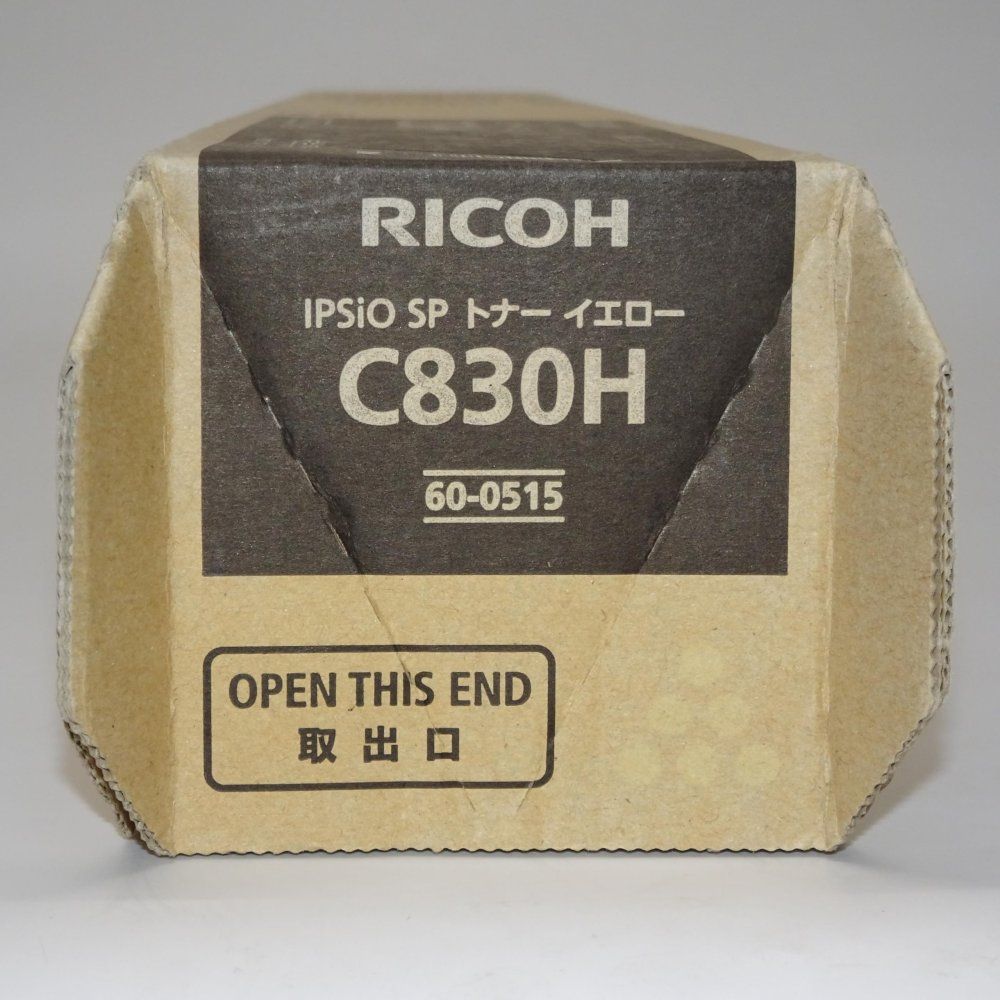 RICOH
IPSiO SP トナー イエロー
C830H
60-0515
OPEN THIS END
取出口